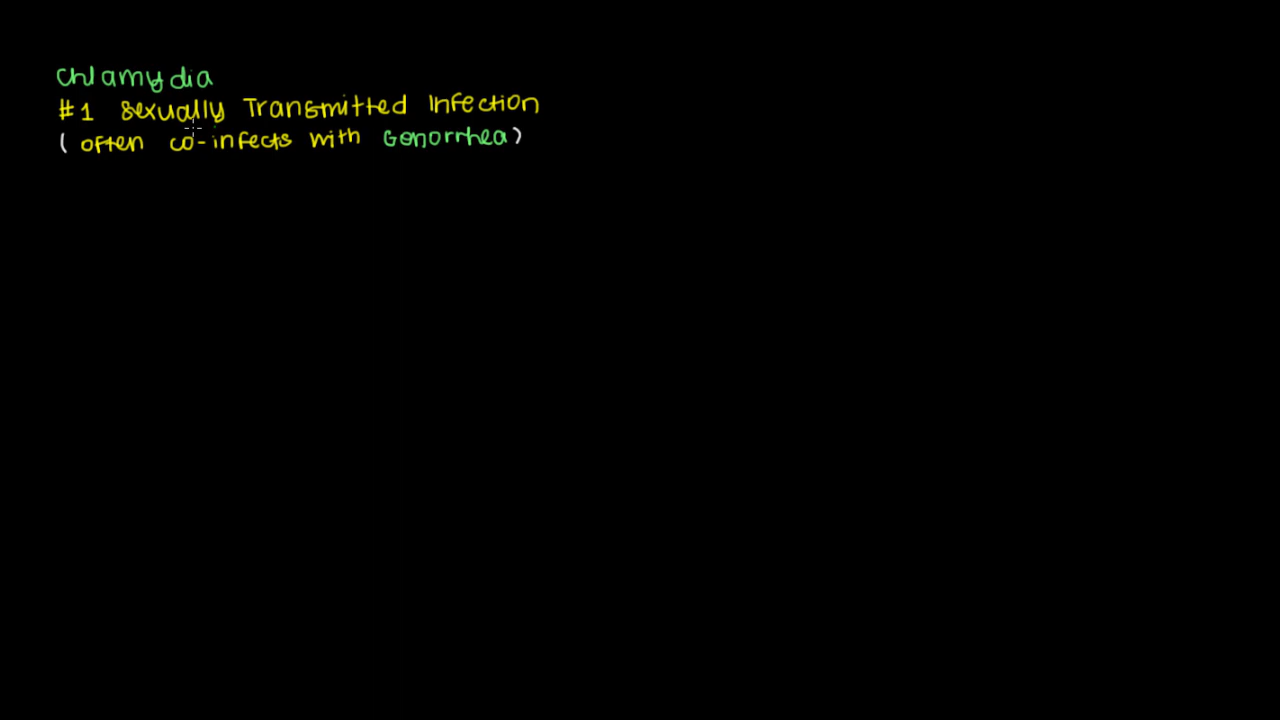 Chlamydia
#1 Sexually Transmitted Infection
( often co-infects with Gonorrhea)